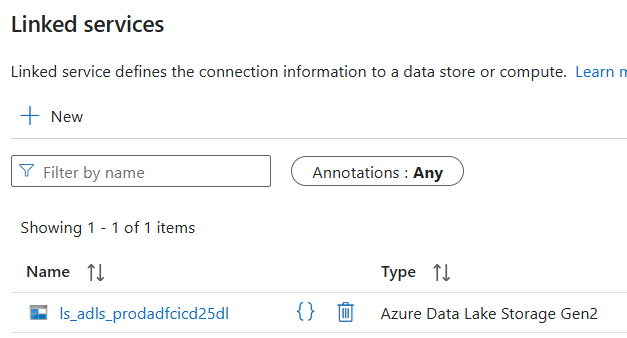 Linked services
Linked service defines the connection information to a data store or compute. Learn
New
Filter by name
Annotations : Any
Showing 1 - 1 of 1 items
Name Type
ls_adls_prodadfcicd25dl {} Azure Data Lake Storage Gen2